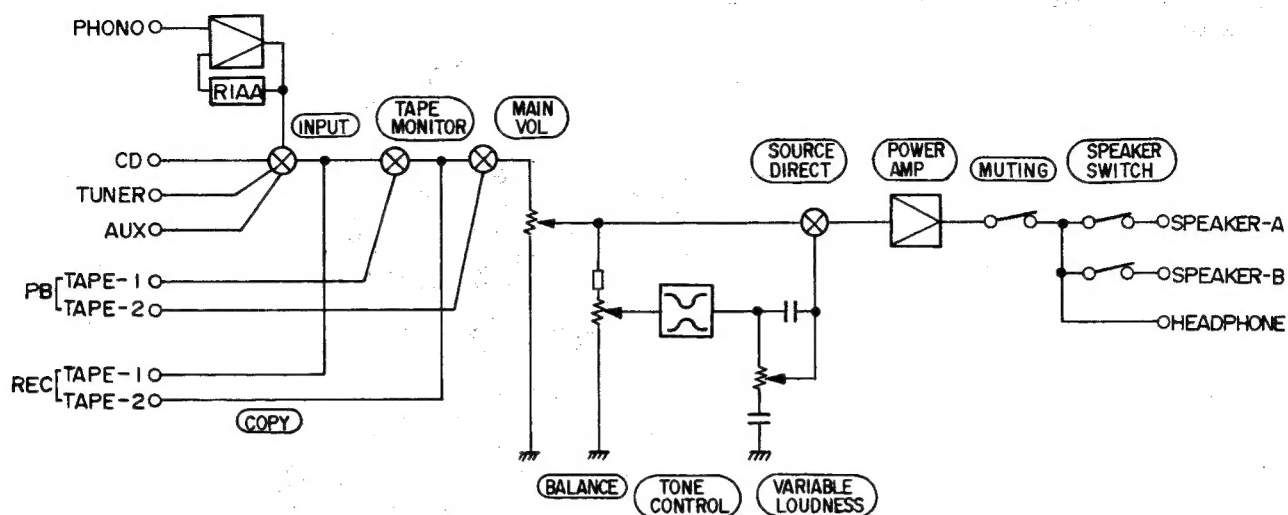 PHONO
RIAA
INPUT
TAPE
MONITOR
MAIN
VOL
CD
TUNER
AUX
PB
TAPE-1
TAPE-2
REC
TAPE-1
TAPE-2
COPY
SOURCE
DIRECT
POWER
AMP
MUTING
SPEAKER
SWITCH
SPEAKER-A
SPEAKER-B
HEADPHONE
BALANCE
TONE
CONTROL
VARIABLE
LOUDNESS